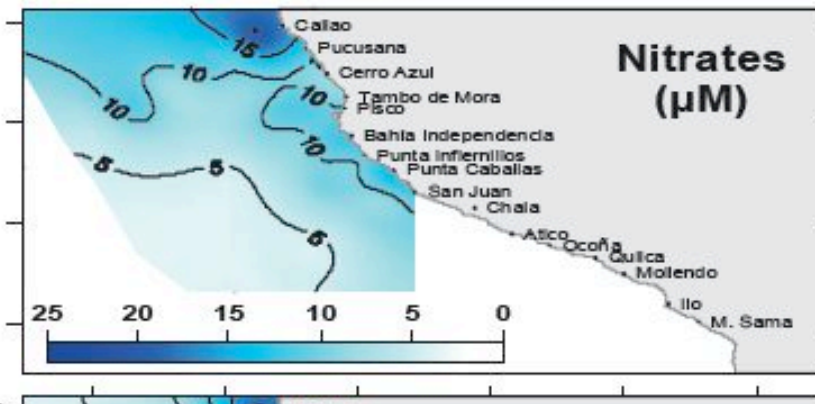 Callao
Pucusana
Cerro Azul
Tambo de Mora
Pisco
Bahía Independencia
Punta Infiernillos
Punta Caballas
San Juan
Chala
Atico
Ocoña
Quilca
Mollendo
Ilo
M. Sama
Nitrates
(μM)
15
10
10
10
10
5
5
5
25 20 15 10 5 0